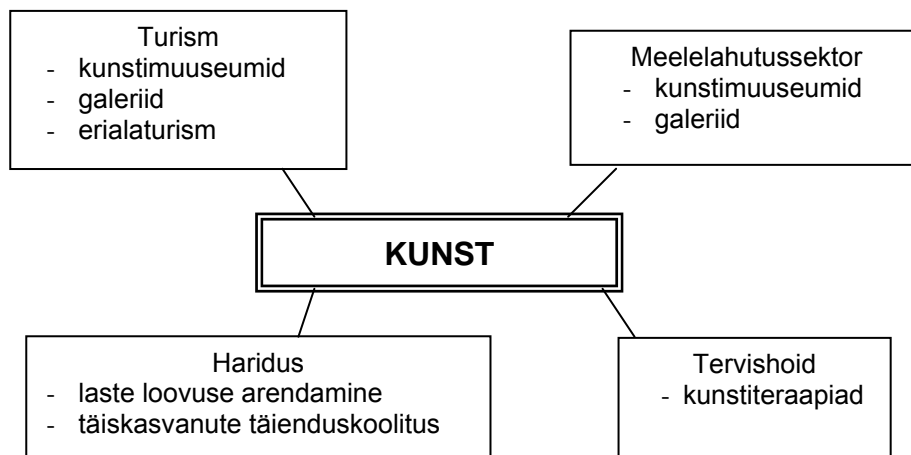 Turism
- kunstimuuseumid
- galeriid
- erialaturism
Meelelahutussektor
- kunstimuuseumid
- galeriid
KUNST
Haridus
- laste loovuse arendamine
- täiskasvanute täienduskoolitus
Tervishoid
- kunstiteraapiad